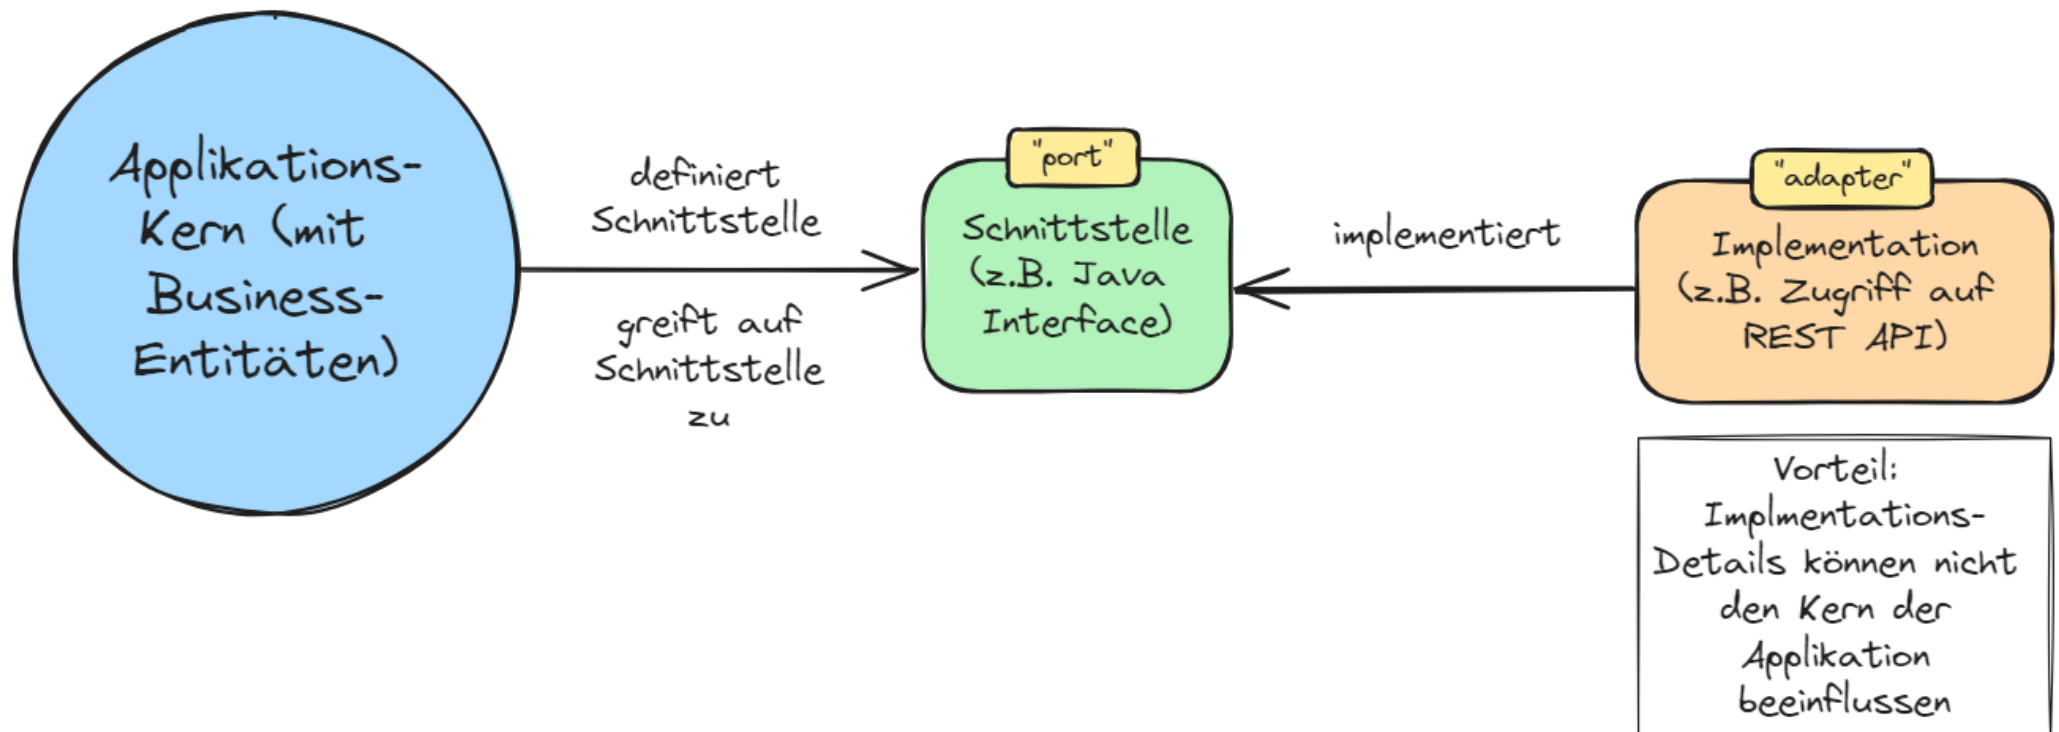 Applikations-
Kern (mit
Business-
Entitäten)
definiert
Schnittstelle
greift auf
Schnittstelle
zu
"port"
Schnittstelle
(z.B. Java
Interface)
implementiert
"adapter"
Implementation
(z.B. Zugriff auf
REST API)
Vorteil:
Implmentations-
Details können nicht
den Kern der
Applikation
beeinflussen